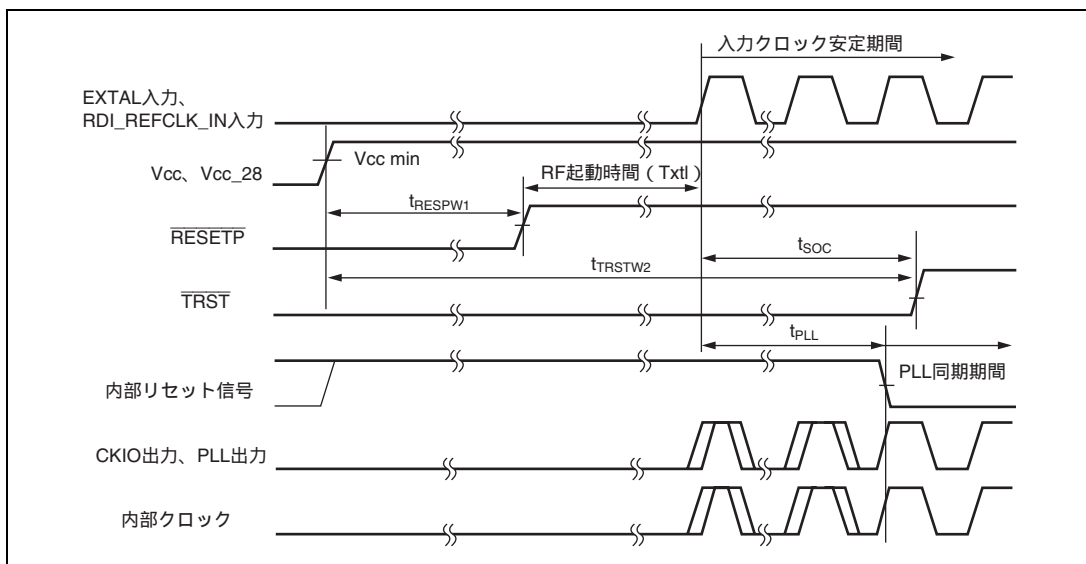 入力クロック安定期間
EXTAL入力、
RDI_REFCLK_IN入力
Vcc min
Vcc、Vcc_28
RF起動時間（Txtl）
tRESPW1
RESETP
tSOC
tTRSTW2
TRST
tPLL
PLL同期期間
内部リセット信号
CKIO出力、PLL出力
内部クロック